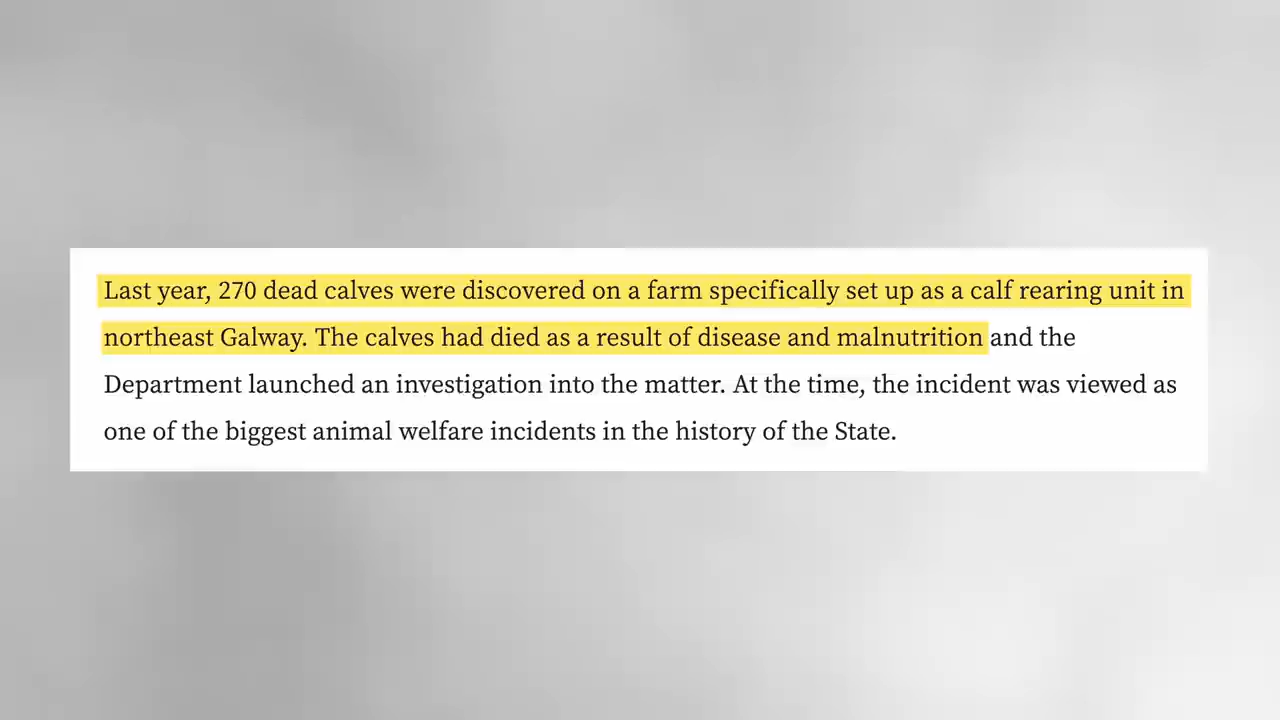 Last year, 270 dead calves were discovered on a farm specifically set up as a calf rearing unit in
northeast Galway. The calves had died as a result of disease and malnutrition and the
Department launched an investigation into the matter. At the time, the incident was viewed as
one of the biggest animal welfare incidents in the history of the State.